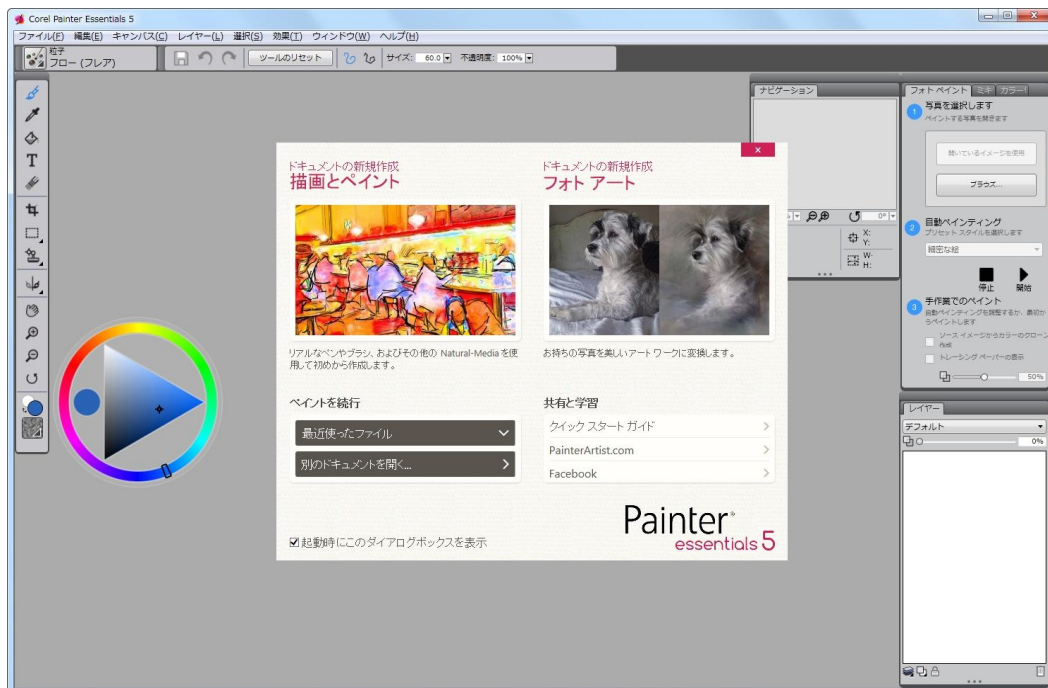 Corel Painter Essentials 5
ファイル(F) 編集(E) キャンバス(C) レイヤー(L) 選択(S) 効果(T) ウィンドウ(W) ヘルプ(H)
粒子
フロー (フレア)
ツールのリセット
サイズ: 60.0 不透明度: 100%
ナビゲーション
0°
X:
Y:
W:
H:
フォト ペイント ミキ カラー
1 写真を選択します
ペイントする写真を開きます
開いているイメージを使用
ブラウズ...
2 自動ペインティング
プリセット スタイルを選択します
細密な絵
停止 開始
3 手作業でのペイント
自動ペインティングを調整するか、最初か
らペイントします
ソース イメージからカラーのクローン
作成
トレーシング ペーパーの表示
50%
レイヤー
デフォルト
0%
ドキュメントの新規作成
描画とペイント
リアルなペンやブラシ、およびその他の Natural-Media を使
用して初めから作成します。
ドキュメントの新規作成
フォト アート
お持ちの写真を美しいアート ワークに変換します。
ペイントを続行
最近使ったファイル
別のドキュメントを開く...
共有と学習
クイック スタート ガイド
PainterArtist.com
Facebook
起動時にこのダイアログボックスを表示
Painter®
essentials 5